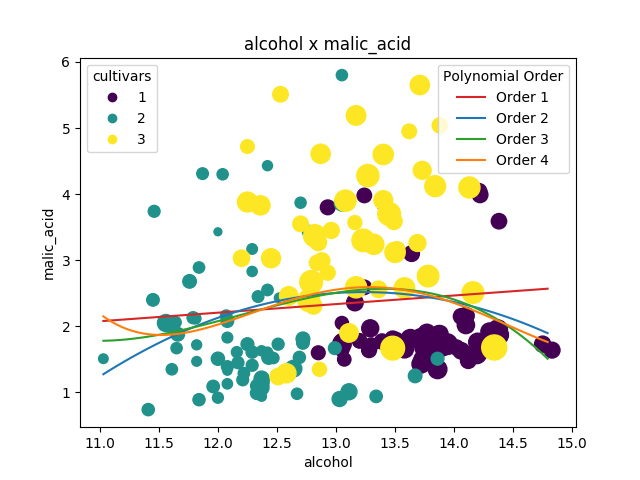 alcohol x malic_acid
cultivars
1
2
3
Polynomial Order
Order 1
Order 2
Order 3
Order 4
malic_acid
6
5
4
3
2
1
11.0 11.5 12.0 12.5 13.0 13.5 14.0 14.5 15.0
alcohol